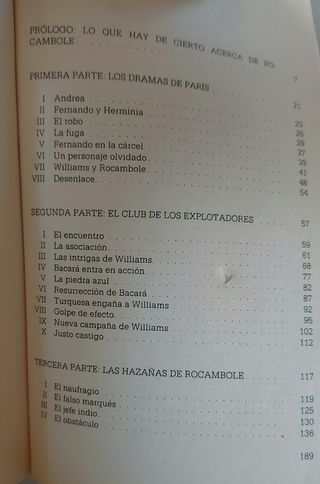 PRÓLOGO: LO QUE HAY DE CIERTO ACERCA DE RO-
CAMBOLE 7
PRIMERA PARTE: LOS DRAMAS DE PARÍS 21
I Andrea 23
II Fernando y Herminia 28
III El robo 29
IV La fuga 37
V Fernando en la cárcel 39
VI Un personaje olvidado 41
VII Williams y Rocambole 48
VIII Desenlace 54
SEGUNDA PARTE: EL CLUB DE LOS EXPLOTADORES 57
I El encuentro 59
II La asociación 61
III Las intrigas de Williams 68
IV Bacará entra en acción 77
V La piedra azul 82
VI Resurrección de Bacará 87
VII Turquesa engaña a Williams 92
VIII Golpe de efecto 95
IX Nueva campaña de Williams 102
X Justo castigo 112
TERCERA PARTE: LAS HAZAÑAS DE ROCAMBOLE 117
I El naufragio 119
II El falso marqués 125
III El jefe indio 130
IV El obstáculo 136
189